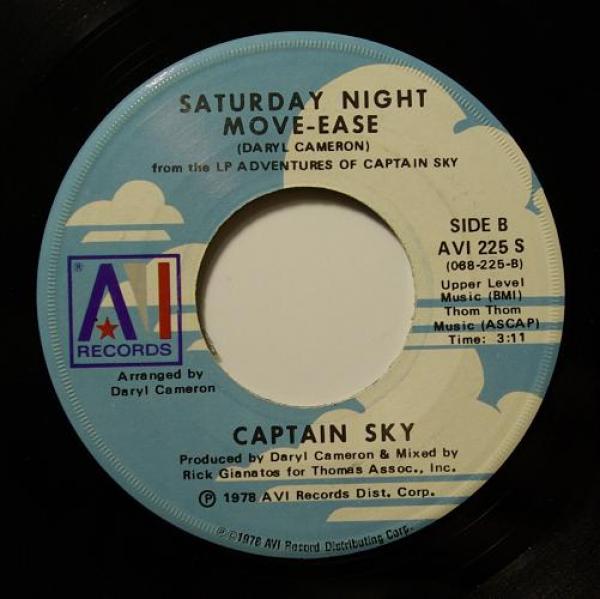 SATURDAY NIGHT
MOVE-EASE
(DARYL CAMERON)
from the LP ADVENTURES OF CAPTAIN SKY
SIDE B
AVI 225 S
(068-225-B)
Upper Level
Music (BMI)
Thom Thom
Music (ASCAP)
Time: 3:11
®
AVI
RECORDS
Arranged by
Daryl Cameron
CAPTAIN SKY
Produced by Daryl Cameron & Mixed by
Rick Gianatos for Thomas Assoc., Inc.
℗ 1978 AVI Records Dist. Corp.
℗©1978 AVI Record Distributing Corp.